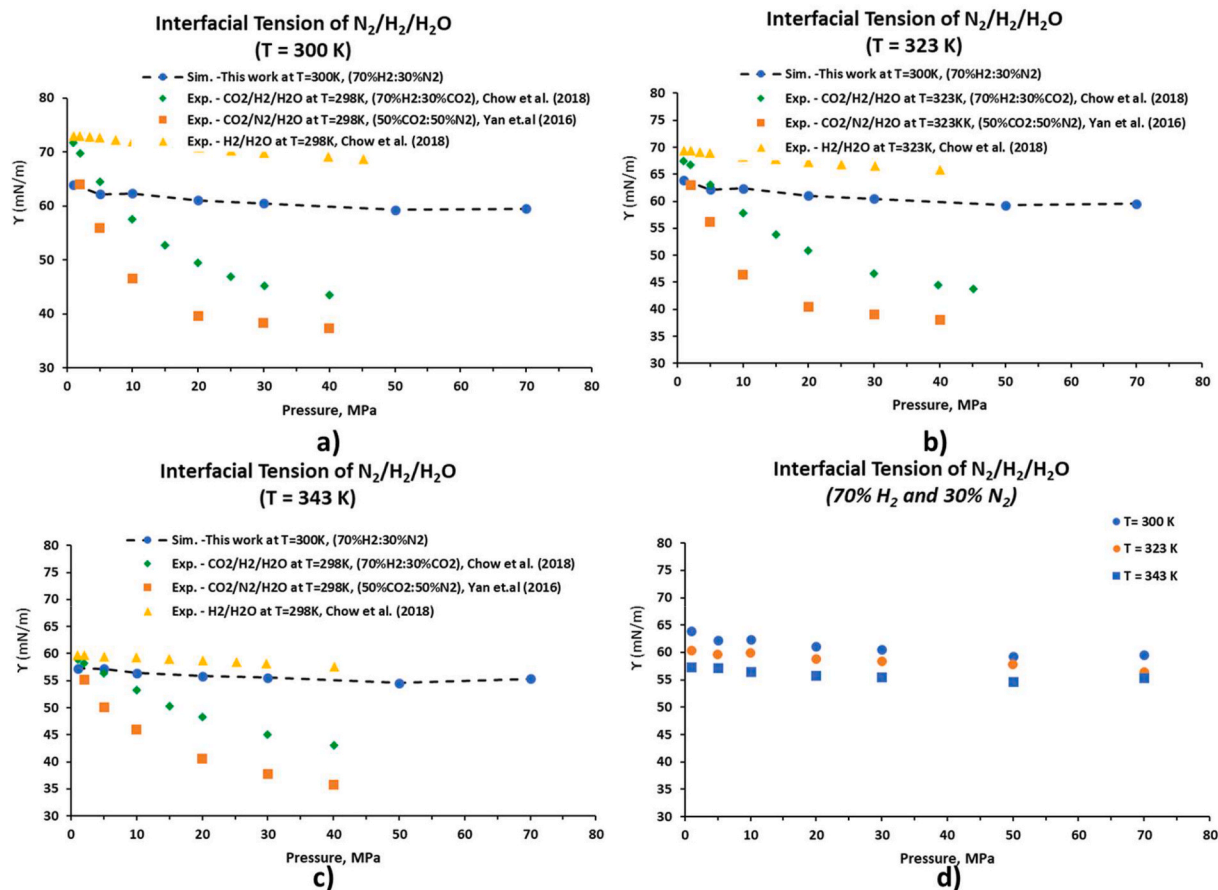 Interfacial Tension of N₂/H₂/H₂O
(T = 300 K)
Sim. -This work at T=300K, (70%H2:30%N2)
Exp. - CO2/H2/H2O at T=298K, (70%H2:30%CO2), Chow et al. (2018)
Exp. - CO2/N2/H2O at T=298K, (50%CO2:50%N2), Yan et.al (2016)
Exp. - H2/H2O at T=298K, Chow et al. (2018)
ϒ (mN/m)
80
70
60
50
40
30
0 10 20 30 40 50 60 70 80
Pressure, MPa
a)
Interfacial Tension of N₂/H₂/H₂O
(T = 323 K)
Sim. -This work at T=300K, (70%H2:30%N2)
Exp. - CO2/H2/H2O at T=323K, (70%H2:30%CO2), Chow et al. (2018)
Exp. - CO2/N2/H2O at T=323KK, (50%CO2:50%N2), Yan et.al (2016)
Exp. - H2/H2O at T=323K, Chow et al. (2018)
ϒ (mN/m)
80
75
70
65
60
55
50
45
40
35
30
0 10 20 30 40 50 60 70 80
Pressure, MPa
b)
Interfacial Tension of N₂/H₂/H₂O
(T = 343 K)
Sim. -This work at T=300K, (70%H2:30%N2)
Exp. - CO2/H2/H2O at T=298K, (70%H2:30%CO2), Chow et al. (2018)
Exp. - CO2/N2/H2O at T=298K, (50%CO2:50%N2), Yan et.al (2016)
Exp. - H2/H2O at T=298K, Chow et al. (2018)
ϒ (mN/m)
80
75
70
65
60
55
50
45
40
35
30
0 10 20 30 40 50 60 70 80
Pressure, MPa
c)
Interfacial Tension of N₂/H₂/H₂O
(70% H₂ and 30% N₂)
T= 300 K
T = 323 K
T = 343 K
ϒ (mN/m)
80
75
70
65
60
55
50
45
40
35
30
0 10 20 30 40 50 60 70 80
Pressure, MPa
d)